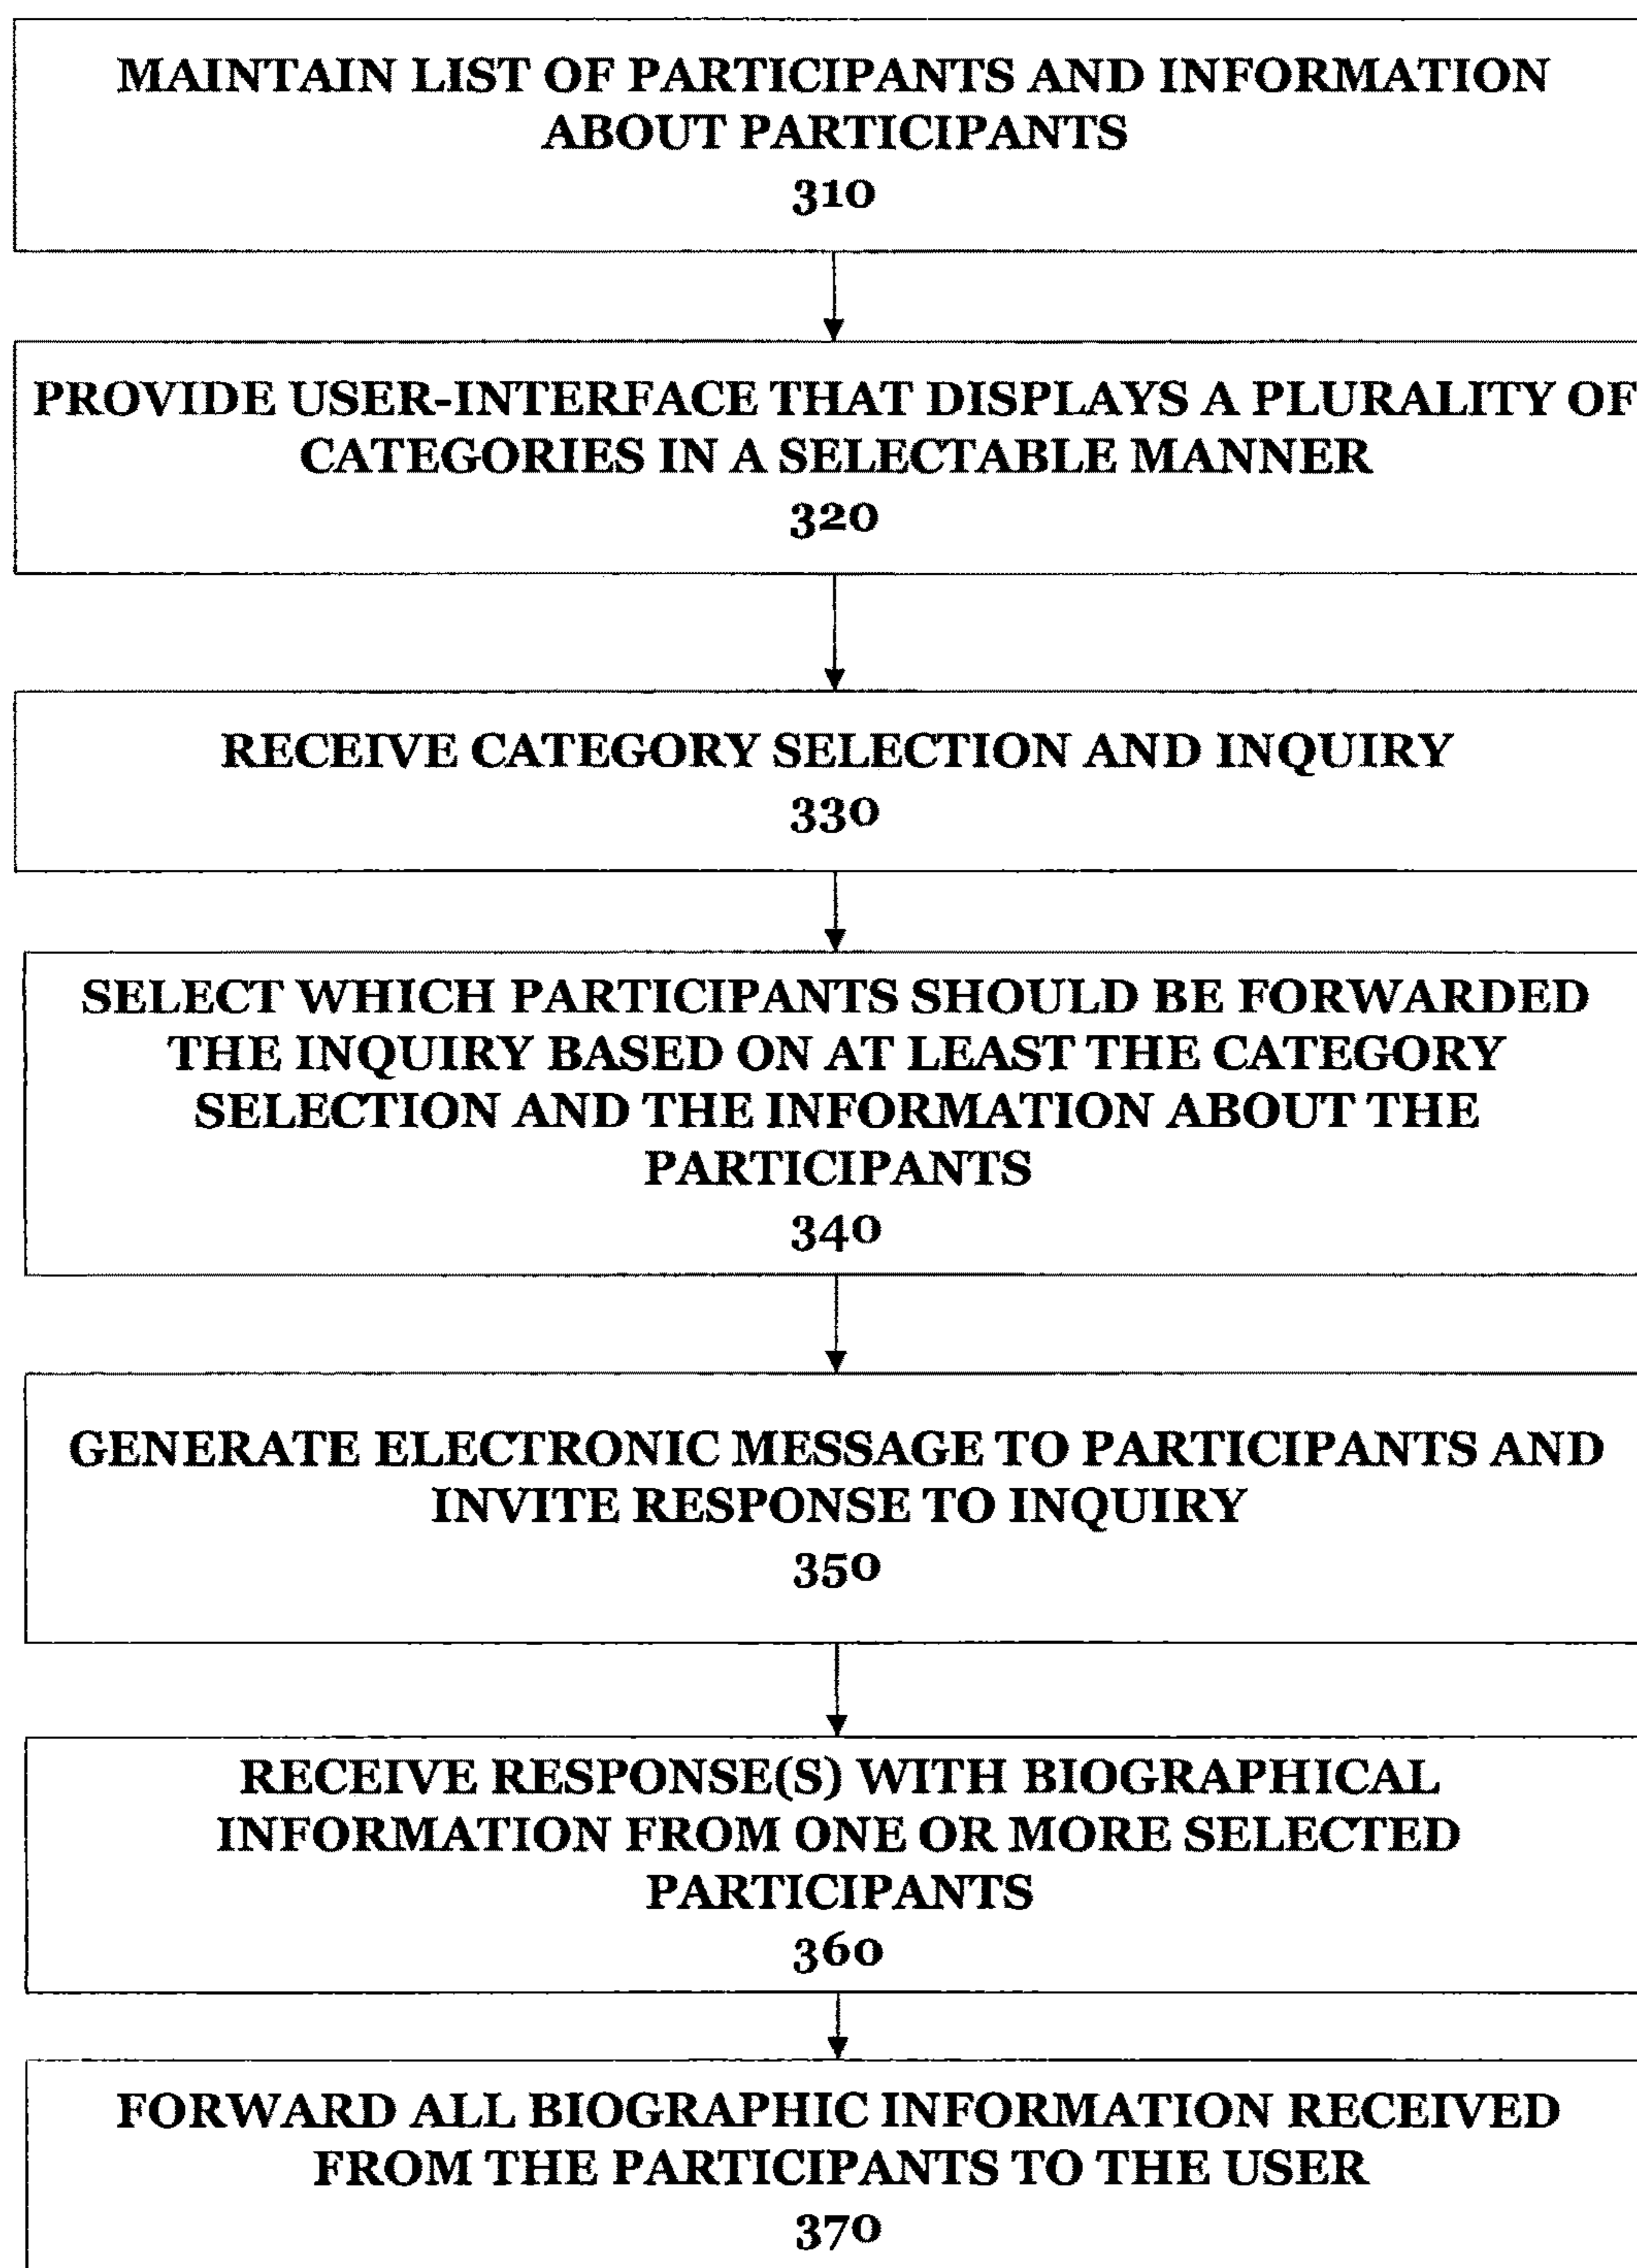 MAINTAIN LIST OF PARTICIPANTS AND INFORMATION
ABOUT PARTICIPANTS
310
PROVIDE USER-INTERFACE THAT DISPLAYS A PLURALITY OF
CATEGORIES IN A SELECTABLE MANNER
320
RECEIVE CATEGORY SELECTION AND INQUIRY
330
SELECT WHICH PARTICIPANTS SHOULD BE FORWARDED
THE INQUIRY BASED ON AT LEAST THE CATEGORY
SELECTION AND THE INFORMATION ABOUT THE
PARTICIPANTS
340
GENERATE ELECTRONIC MESSAGE TO PARTICIPANTS AND
INVITE RESPONSE TO INQUIRY
350
RECEIVE RESPONSE(S) WITH BIOGRAPHICAL
INFORMATION FROM ONE OR MORE SELECTED
PARTICIPANTS
360
FORWARD ALL BIOGRAPHIC INFORMATION RECEIVED
FROM THE PARTICIPANTS TO THE USER
370